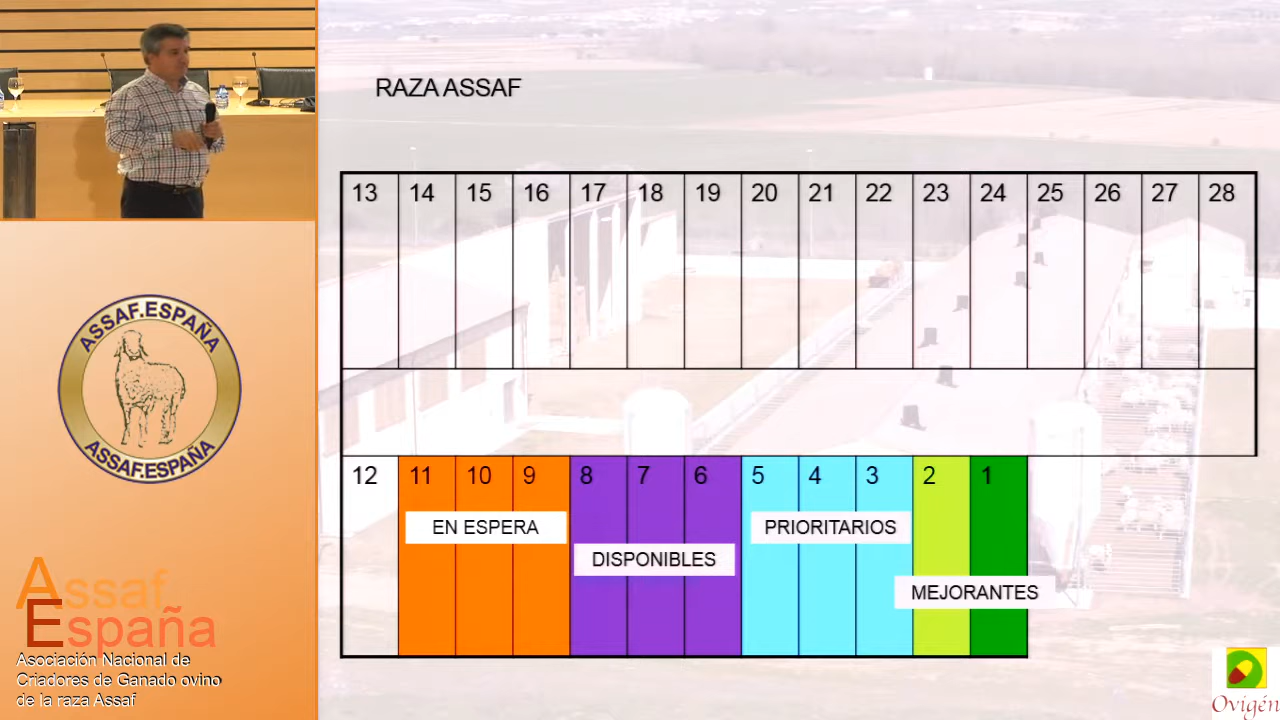 RAZA ASSAF
13 14 15 16 17 18 19 20 21 22 23 24 25 26 27 28
12 11 10 9 8 7 6 5 4 3 2 1
EN ESPERA
PRIORITARIOS
DISPONIBLES
MEJORANTES
ASSAF.ESPAÑA
ASSAF.ESPAÑA
Assaf
España
Asociación Nacional de
Criadores de Ganado ovino
de la raza Assaf
Ovigén